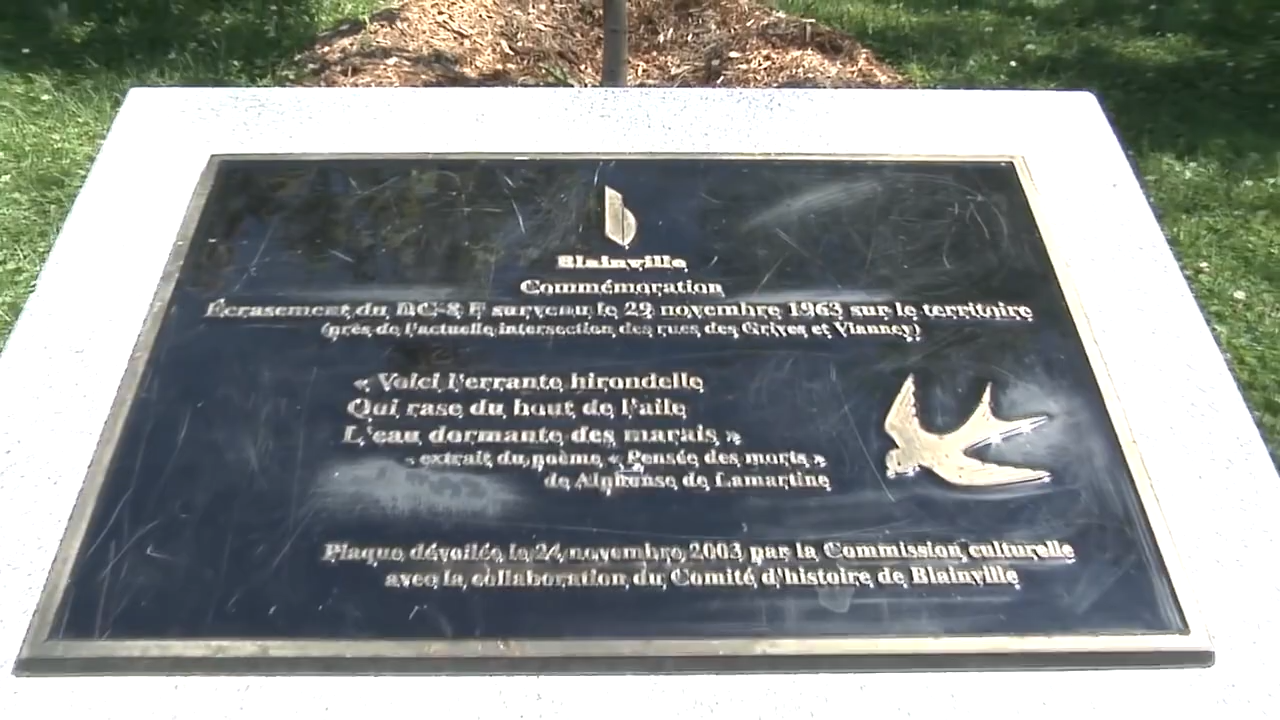 Blainville
Commémoration
Écrasement du DC-8 F survenu le 29 novembre 1963 sur le territoire
(près de l'actuelle intersection des rues des Grives et Vianney)
« Voici l'errante hirondelle
Qui rase du bout de l'aile
L'eau dormante des marais »
- extrait du poème « Pensée des morts »
de Alphonse de Lamartine
Plaque dévoilée le 24 novembre 2003 par la Commission culturelle
avec la collaboration du Comité d'histoire de Blainville